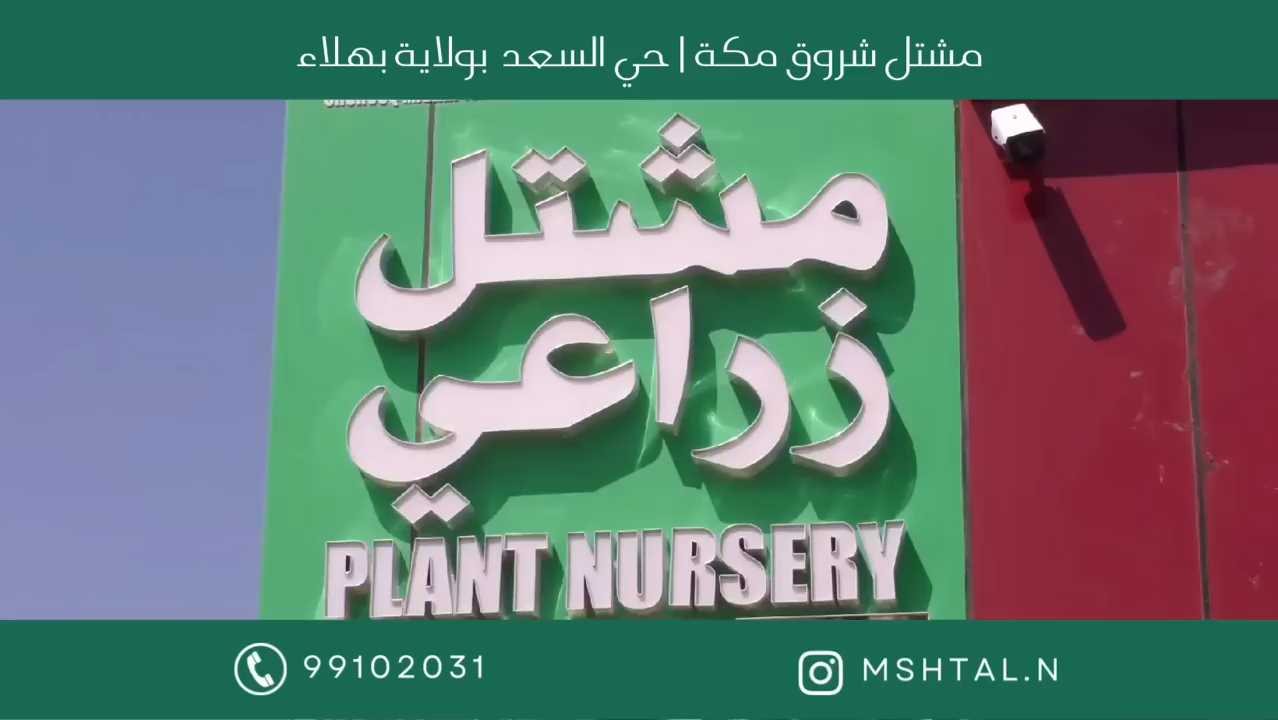 مشتل شروق مكة | حي السعد بولاية بهلاء
مشتل
زراعي
PLANT NURSERY
99102031
MSHTAL.N